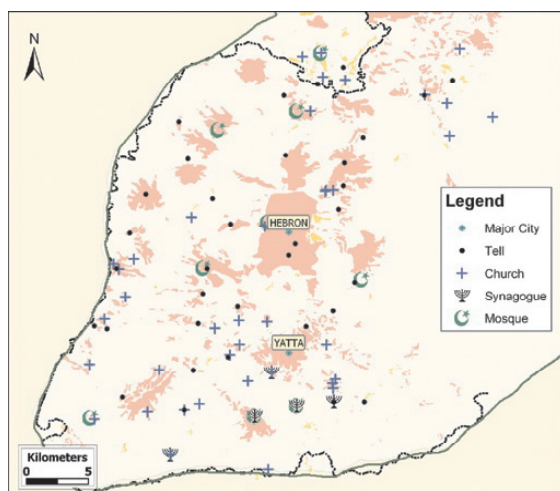 N
HEBRON
YATTA
Legend
Major City
Tell
Church
Synagogue
Mosque
Kilometers
0 5